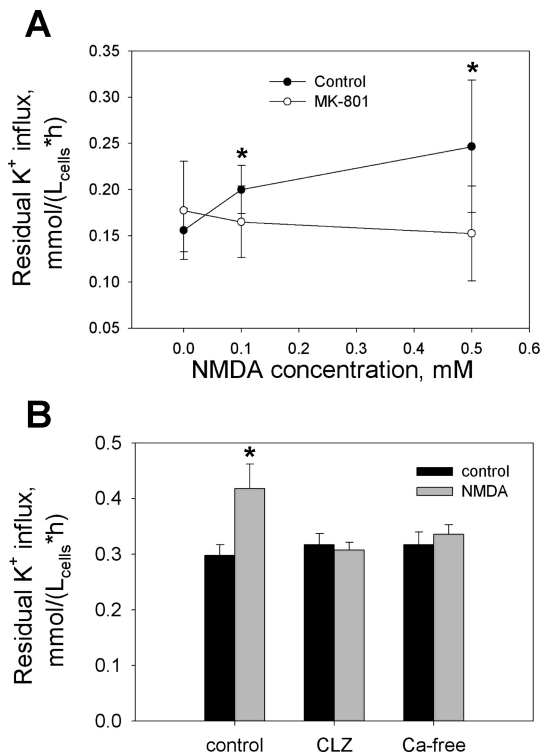 A
Residual K⁺ influx,
mmol/(Lcells*h)
0.35
0.30
0.25
0.20
0.15
0.10
0.05
*
*
Control
MK-801
0.0 0.1 0.2 0.3 0.4 0.5 0.6
NMDA concentration, mM
B
Residual K⁺ influx,
mmol/(Lcells*h)
0.5
0.4
0.3
0.2
0.1
0.0
*
control
NMDA
control CLZ Ca-free